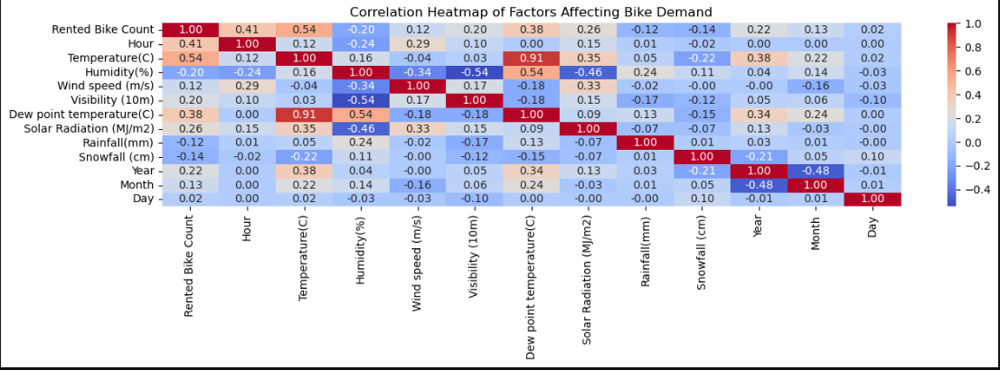 Correlation Heatmap of Factors Affecting Bike Demand
Rented Bike Count 1.00 0.41 0.54 -0.20 0.12 0.20 0.38 0.26 -0.12 -0.14 0.22 0.13 0.02
Hour 0.41 1.00 0.12 -0.24 0.29 0.10 0.00 0.15 0.01 -0.02 0.00 0.00 0.00
Temperature(C) 0.54 0.12 1.00 0.16 -0.04 0.03 0.91 0.35 0.05 -0.22 0.38 0.22 0.02
Humidity(%) -0.20 -0.24 0.16 1.00 -0.34 -0.54 0.54 -0.46 0.24 0.11 0.04 0.14 -0.03
Wind speed (m/s) 0.12 0.29 -0.04 -0.34 1.00 0.17 -0.18 0.33 -0.02 -0.00 -0.00 -0.16 -0.03
Visibility (10m) 0.20 0.10 0.03 -0.54 0.17 1.00 -0.18 0.15 -0.17 -0.12 0.05 0.06 -0.10
Dew point temperature(C) 0.38 0.00 0.91 0.54 -0.18 -0.18 1.00 0.09 0.13 -0.15 0.34 0.24 0.00
Solar Radiation (MJ/m2) 0.26 0.15 0.35 -0.46 0.33 0.15 0.09 1.00 -0.07 -0.07 0.13 -0.03 -0.00
Rainfall(mm) -0.12 0.01 0.05 0.24 -0.02 -0.17 0.13 -0.07 1.00 0.01 0.03 0.01 -0.00
Snowfall (cm) -0.14 -0.02 -0.22 0.11 -0.00 -0.12 -0.15 -0.07 0.01 1.00 -0.21 0.05 0.10
Year 0.22 0.00 0.38 0.04 -0.00 0.05 0.34 0.13 0.03 -0.21 1.00 -0.48 -0.01
Month 0.13 0.00 0.22 0.14 -0.16 0.06 0.24 -0.03 0.01 0.05 -0.48 1.00 0.01
Day 0.02 0.00 0.02 -0.03 -0.03 -0.10 0.00 -0.00 -0.00 0.10 -0.01 0.01 1.00
Rented Bike Count
Hour
Temperature(C)
Humidity(%)
Wind speed (m/s)
Visibility (10m)
Dew point temperature(C)
Solar Radiation (MJ/m2)
Rainfall(mm)
Snowfall (cm)
Year
Month
Day
1.0
0.8
0.6
0.4
0.2
0.0
−0.2
−0.4